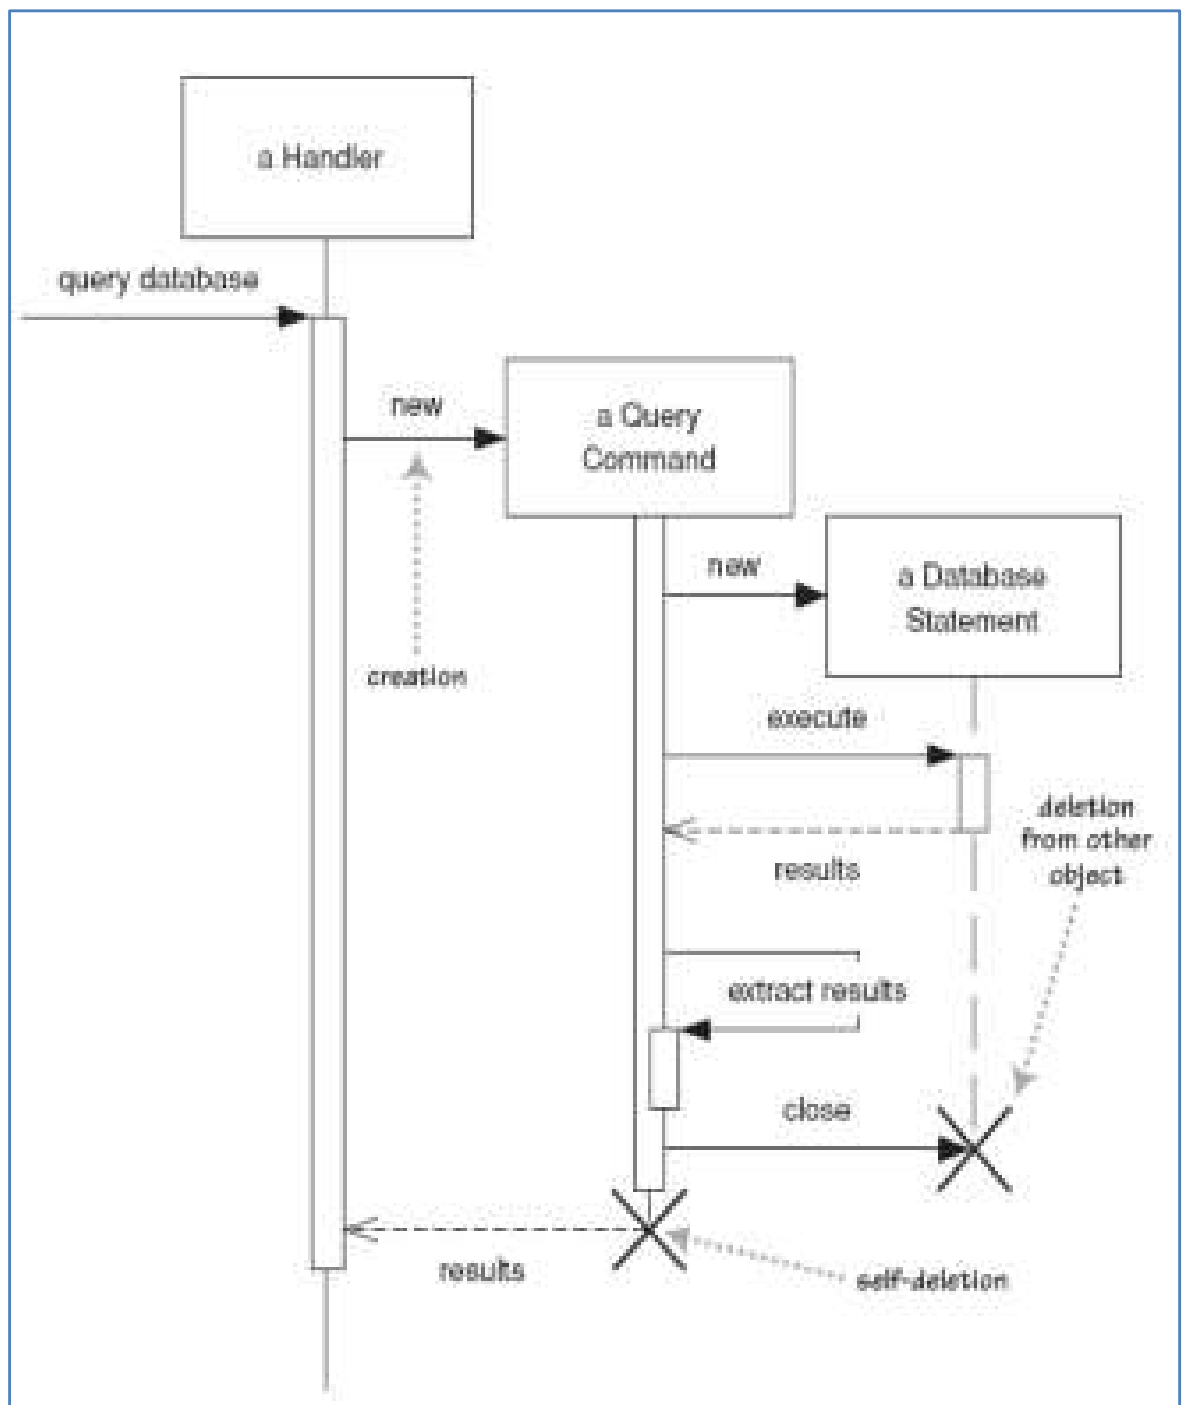 a Handler
query database
new
a Query
Command
new
a Database
Statement
creation
execute
deletion
from other
object
results
extract results
close
results
self-deletion